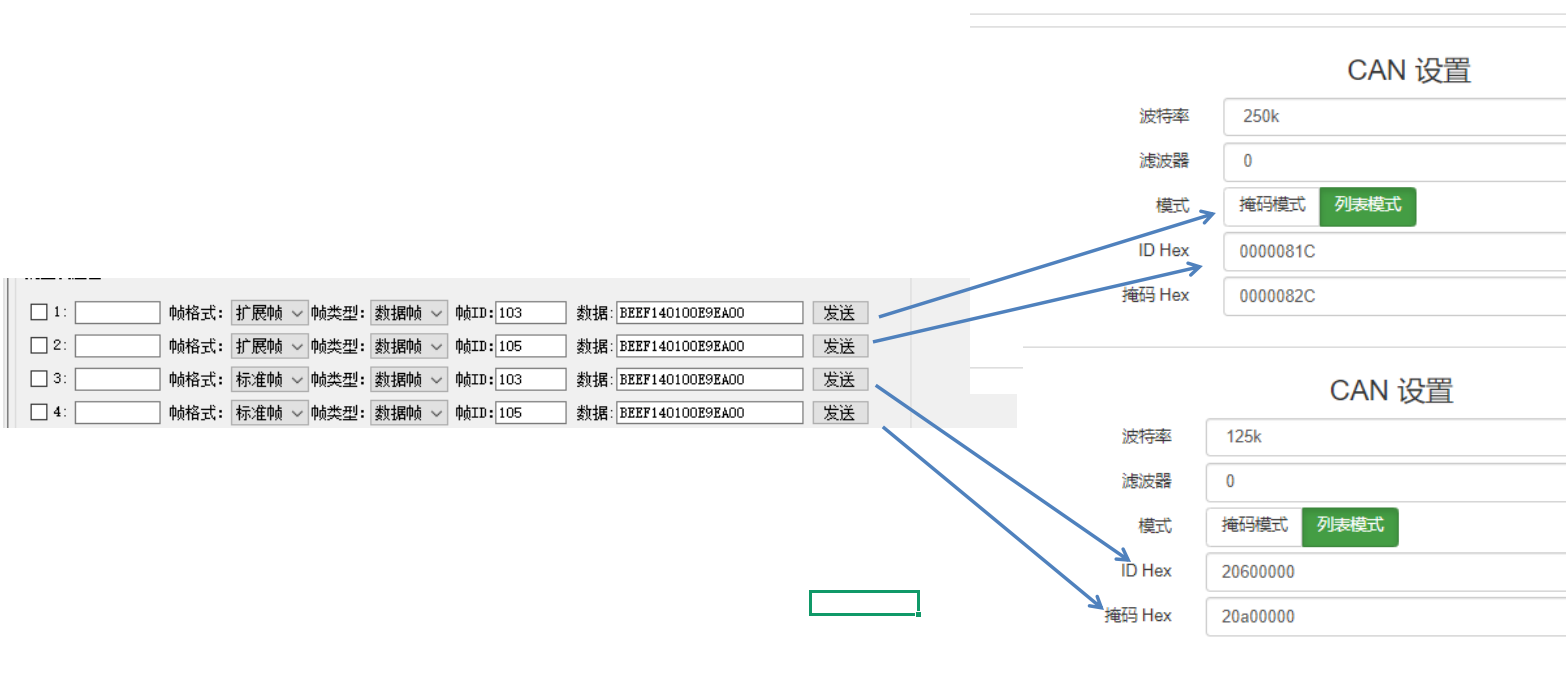 CAN 设置
波特率 250k
滤波器 0
模式 掩码模式 列表模式
ID Hex 0000081C
掩码 Hex 0000082C
1: 帧格式: 扩展帧 帧类型: 数据帧 帧ID: 103 数据: BEEF140100E9EA00 发送
2: 帧格式: 扩展帧 帧类型: 数据帧 帧ID: 105 数据: BEEF140100E9EA00 发送
3: 帧格式: 标准帧 帧类型: 数据帧 帧ID: 103 数据: BEEF140100E9EA00 发送
4: 帧格式: 标准帧 帧类型: 数据帧 帧ID: 105 数据: BEEF140100E9EA00 发送
CAN 设置
波特率 125k
滤波器 0
模式 掩码模式 列表模式
ID Hex 20600000
掩码 Hex 20a00000